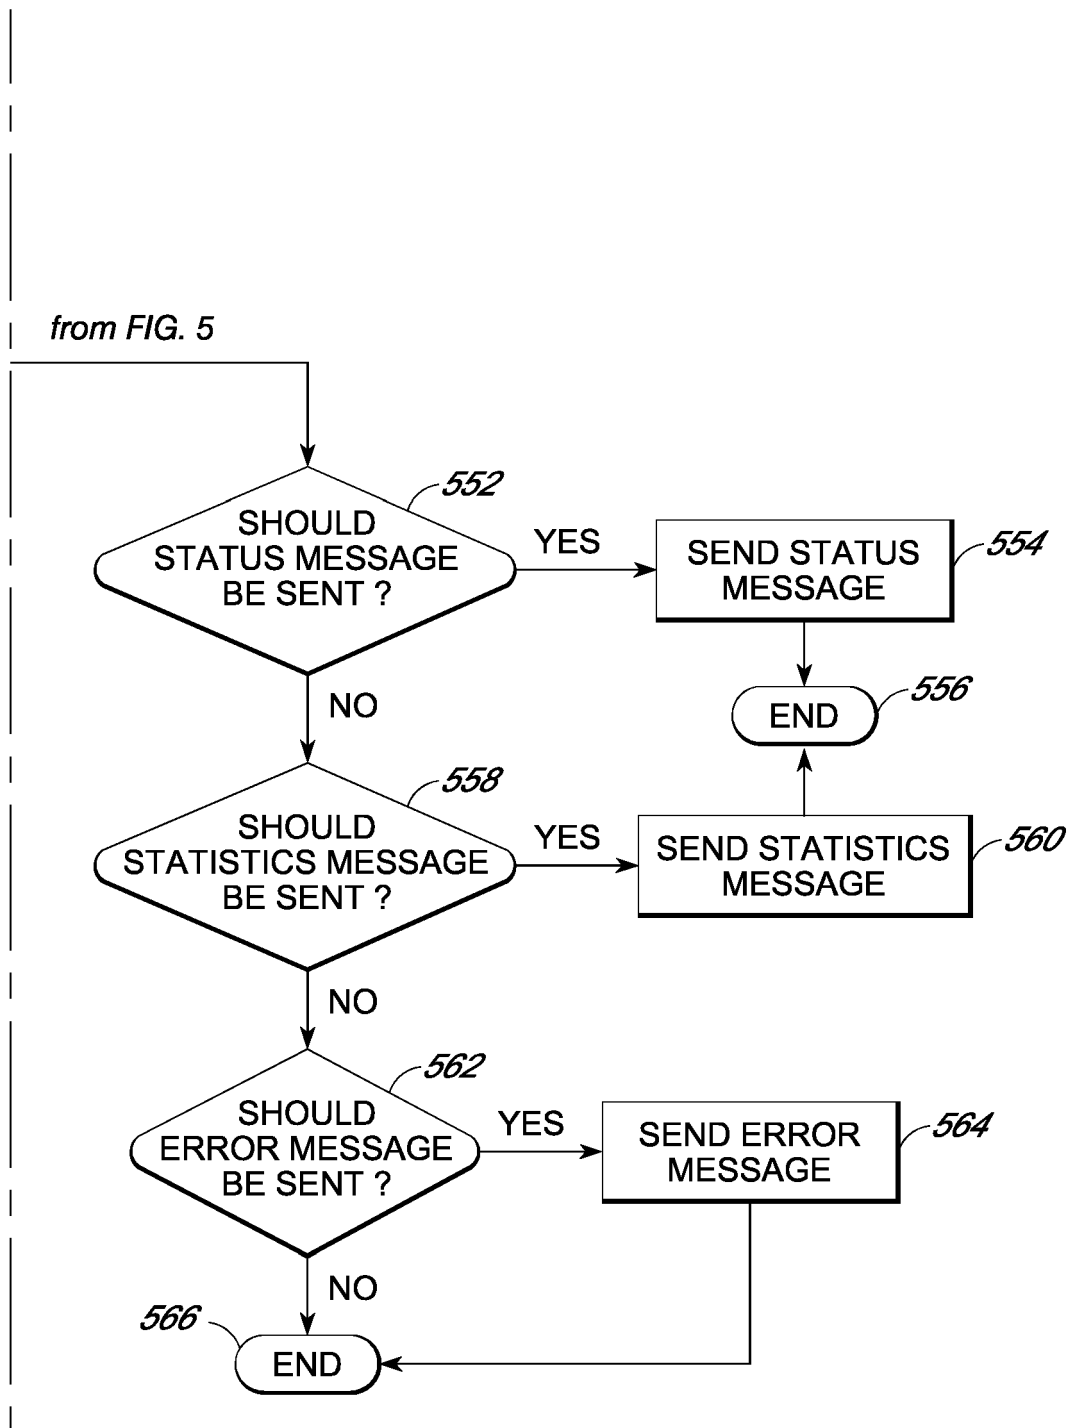 from FIG. 5
552
SHOULD
STATUS MESSAGE
BE SENT ?
YES
SEND STATUS
MESSAGE
554
NO
END
556
558
SHOULD
STATISTICS MESSAGE
BE SENT ?
YES
SEND STATISTICS
MESSAGE
560
NO
562
SHOULD
ERROR MESSAGE
BE SENT ?
YES
SEND ERROR
MESSAGE
564
NO
566
END